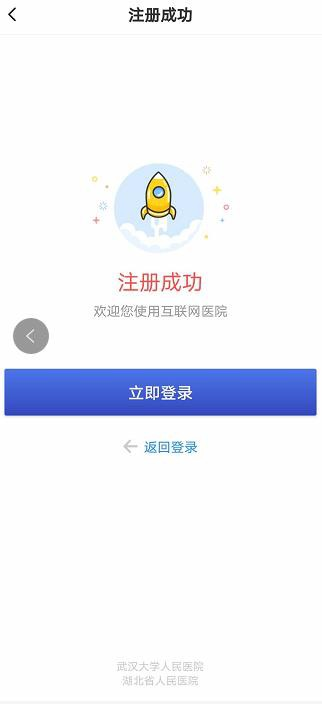 注册成功
注册成功
欢迎您使用互联网医院
立即登录
返回登录
武汉大学人民医院
湖北省人民医院